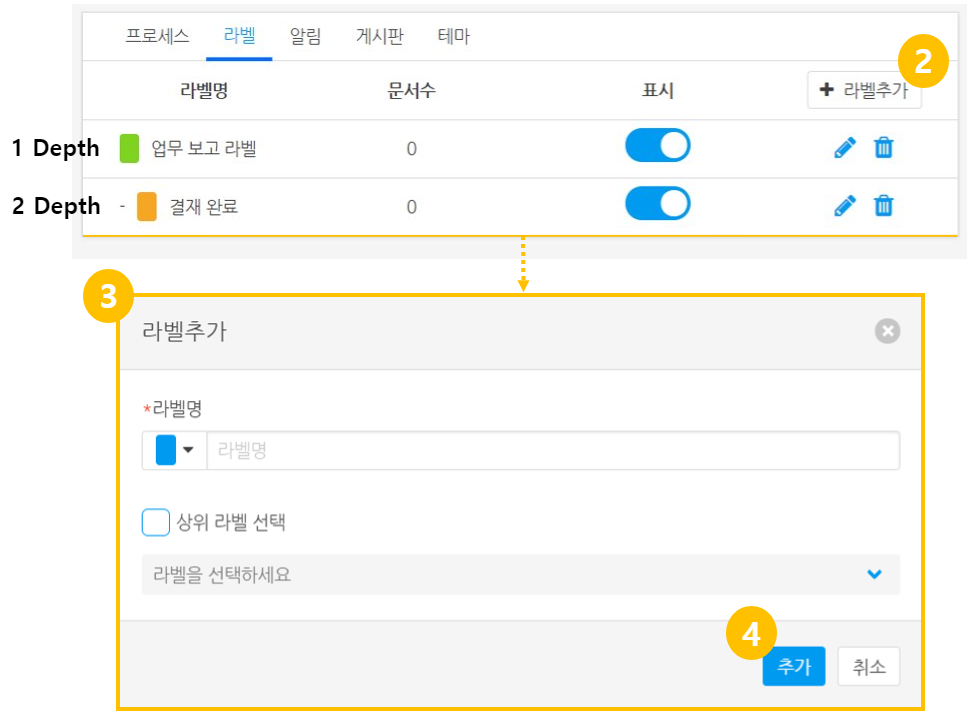 프로세스 라벨 알림 게시판 테마
2
라벨명 문서수 표시 + 라벨추가
1 Depth 업무 보고 라벨 0
2 Depth - 결재 완료 0
3
라벨추가
*라벨명
라벨명
상위 라벨 선택
라벨을 선택하세요
4
추가 취소